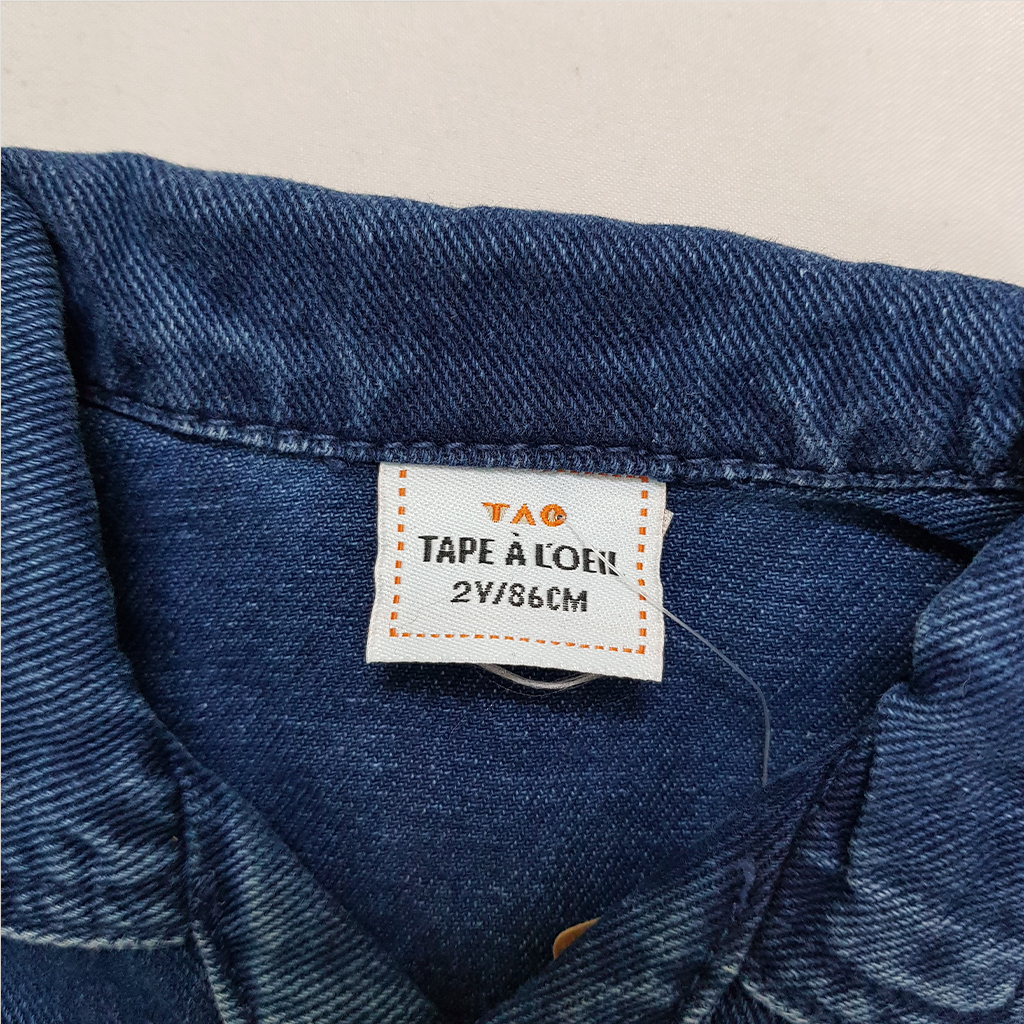 TAO
TAPE À L'OEIL
2Y/86CM